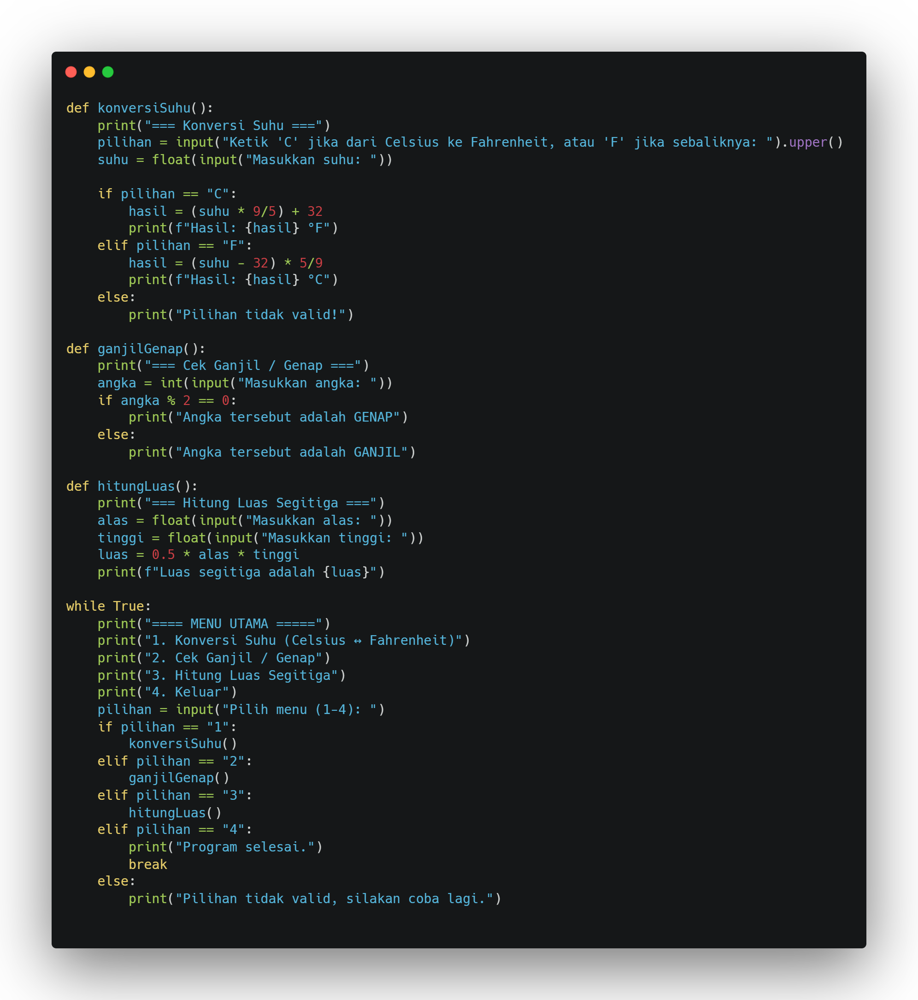 def konversiSuhu():
    print("=== Konversi Suhu ===")
    pilihan = input("Ketik 'C' jika dari Celsius ke Fahrenheit, atau 'F' jika sebaliknya: ").upper()
    suhu = float(input("Masukkan suhu: "))

    if pilihan == "C":
        hasil = (suhu * 9/5) + 32
        print(f"Hasil: {hasil} °F")
    elif pilihan == "F":
        hasil = (suhu - 32) * 5/9
        print(f"Hasil: {hasil} °C")
    else:
        print("Pilihan tidak valid!")

def ganjilGenap():
    print("=== Cek Ganjil / Genap ===")
    angka = int(input("Masukkan angka: "))
    if angka % 2 == 0:
        print("Angka tersebut adalah GENAP")
    else:
        print("Angka tersebut adalah GANJIL")

def hitungLuas():
    print("=== Hitung Luas Segitiga ===")
    alas = float(input("Masukkan alas: "))
    tinggi = float(input("Masukkan tinggi: "))
    luas = 0.5 * alas * tinggi
    print(f"Luas segitiga adalah {luas}")

while True:
    print("==== MENU UTAMA =====")
    print("1. Konversi Suhu (Celsius ↔ Fahrenheit)")
    print("2. Cek Ganjil / Genap")
    print("3. Hitung Luas Segitiga")
    print("4. Keluar")
    pilihan = input("Pilih menu (1-4): ")
    if pilihan == "1":
        konversiSuhu()
    elif pilihan == "2":
        ganjilGenap()
    elif pilihan == "3":
        hitungLuas()
    elif pilihan == "4":
        print("Program selesai.")
        break
    else:
        print("Pilihan tidak valid, silakan coba lagi.")